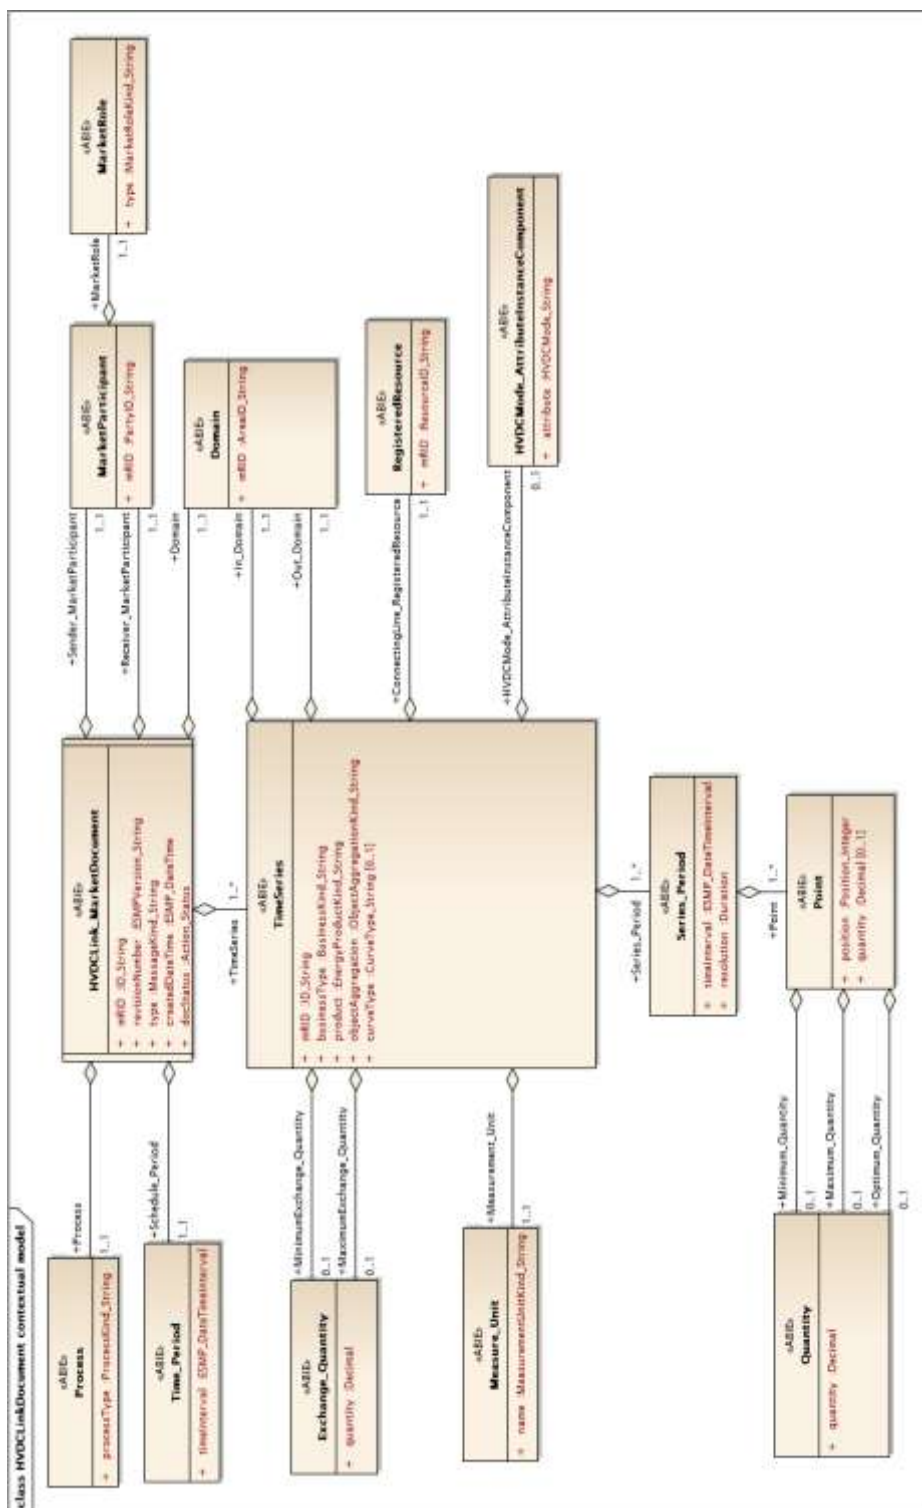 class HVDCLinkDocument contextual model
«ABIE»
Process
+ processType :ProcessKind_String
+Process
1..1
«ABIE»
Time_Period
+ timeInterval :ESMP_DateTimeInterval
+Schedule_Period
1..1
«ABIE»
HVDCLink_MarketDocument
+ mRID :ID_String
+ revisionNumber :ESMPVersion_String
+ type :MessageKind_String
+ createdDateTime :ESMP_DateTime
+ docStatus :Action_Status
+Sender_MarketParticipant
1..1
+Receiver_MarketParticipant
1..1
«ABIE»
MarketParticipant
+ mRID :PartyID_String
+MarketRole
1..1
«ABIE»
MarketRole
+ type :MarketRoleKind_String
+Domain
1..1
+In_Domain
1..1
+Out_Domain
1..1
«ABIE»
Domain
+ mRID :AreaID_String
+TimeSeries
1..*
«ABIE»
TimeSeries
+ mRID :ID_String
+ businessType :BusinessKind_String
+ product :EnergyProductKind_String
+ objectAggregation :ObjectAggregationKind_String
+ curveType :CurveType_String [0..1]
+MinimumExchange_Quantity
0..1
+MaximumExchange_Quantity
0..1
«ABIE»
Exchange_Quantity
+ quantity :Decimal
+ConnectingLine_RegisteredResource
1..1
«ABIE»
RegisteredResource
+ mRID :ResourceID_String
+Measurement_Unit
1..1
«ABIE»
Measure_Unit
+ name :MeasurementUnitKind_String
+HVDCMode_AttributeInstanceComponent
0..1
«ABIE»
HVDCMode_AttributeInstanceComponent
+ attribute :HVDCMode_String
+Series_Period
1..*
«ABIE»
Series_Period
+ timeInterval :ESMP_DateTimeInterval
+ resolution :Duration
+Point
1..*
«ABIE»
Point
+ position :Position_Integer
+ quantity :Decimal [0..1]
+Minimum_Quantity
0..1
+Maximum_Quantity
0..1
+Optimum_Quantity
0..1
«ABIE»
Quantity
+ quantity :Decimal